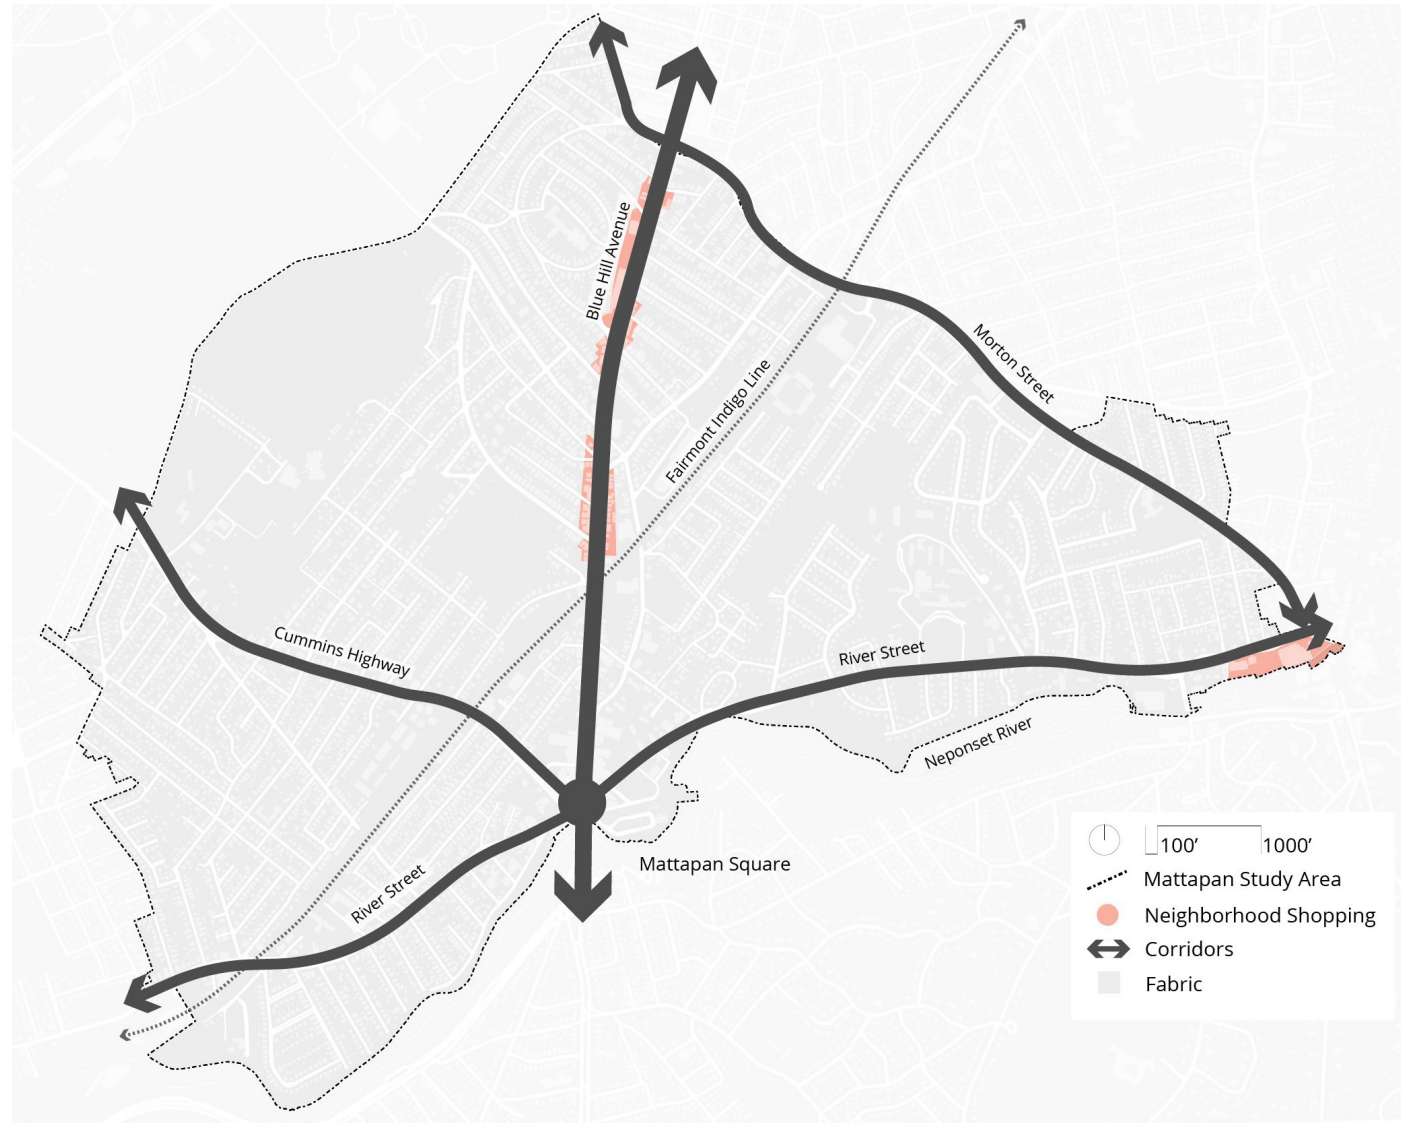 Blue Hill Avenue
Morton Street
Fairmont Indigo Line
Cummins Highway
River Street
Neponset River
River Street
Mattapan Square
100’ 1000’
Mattapan Study Area
Neighborhood Shopping
Corridors
Fabric